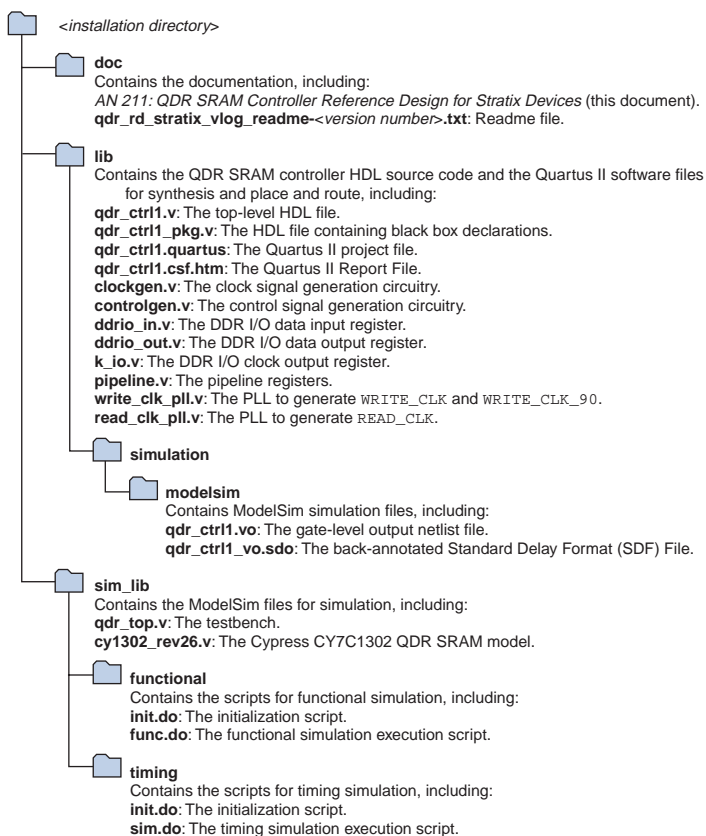 <installation directory>
doc
Contains the documentation, including:
AN 211: QDR SRAM Controller Reference Design for Stratix Devices (this document).
qdr_rd_stratix_vlog_readme-<version number>.txt: Readme file.
lib
Contains the QDR SRAM controller HDL source code and the Quartus II software files
for synthesis and place and route, including:
qdr_ctrl1.v: The top-level HDL file.
qdr_ctrl1_pkg.v: The HDL file containing black box declarations.
qdr_ctrl1.quartus: The Quartus II project file.
qdr_ctrl1.csf.htm: The Quartus II Report File.
clockgen.v: The clock signal generation circuitry.
controlgen.v: The control signal generation circuitry.
ddrio_in.v: The DDR I/O data input register.
ddrio_out.v: The DDR I/O data output register.
k_io.v: The DDR I/O clock output register.
pipeline.v: The pipeline registers.
write_clk_pll.v: The PLL to generate WRITE_CLK and WRITE_CLK_90.
read_clk_pll.v: The PLL to generate READ_CLK.
simulation
modelsim
Contains ModelSim simulation files, including:
qdr_ctrl1.vo: The gate-level output netlist file.
qdr_ctrl1_vo.sdo: The back-annotated Standard Delay Format (SDF) File.
sim_lib
Contains the ModelSim files for simulation, including:
qdr_top.v: The testbench.
cy1302_rev26.v: The Cypress CY7C1302 QDR SRAM model.
functional
Contains the scripts for functional simulation, including:
init.do: The initialization script.
func.do: The functional simulation execution script.
timing
Contains the scripts for timing simulation, including:
init.do: The initialization script.
sim.do: The timing simulation execution script.